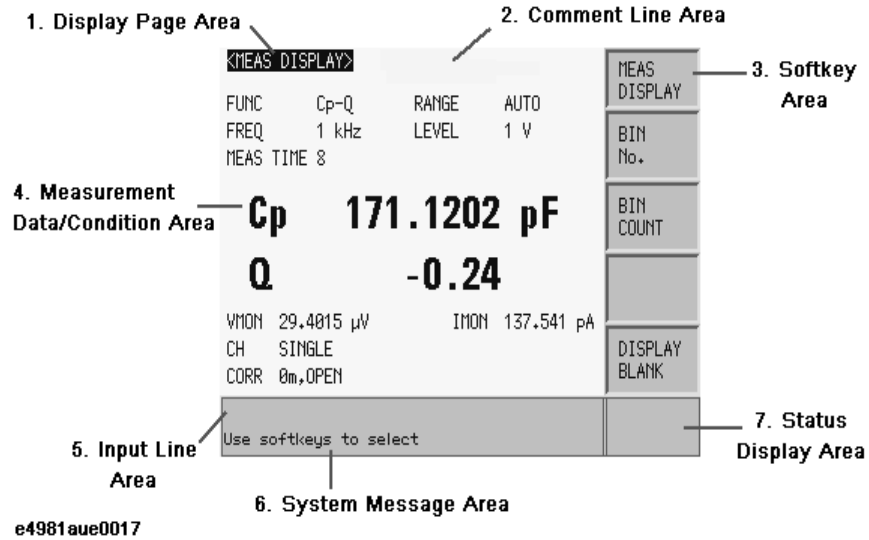 1. Display Page Area
2. Comment Line Area
<MEAS DISPLAY>
MEAS
DISPLAY
3. Softkey
Area
FUNC Cp-Q RANGE AUTO
FREQ 1 kHz LEVEL 1 V
MEAS TIME 8
BIN
No.
4. Measurement
Data/Condition Area
Cp 171.1202 pF
BIN
COUNT
Q -0.24
VMON 29.4015 µV IMON 137.541 pA
CH SINGLE
CORR 0m,OPEN
DISPLAY
BLANK
5. Input Line
Area
Use softkeys to select
7. Status
Display Area
6. System Message Area
e4981aue0017